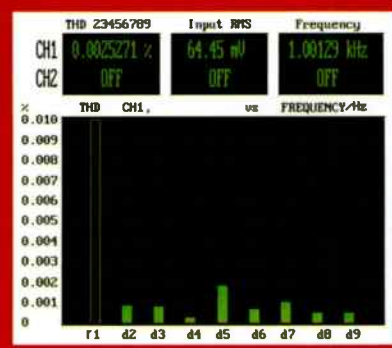 THD 23456789 Input RMS Frequency
CH1 0.0025271 % 64.45 mV 1.00129 kHz
CH2 OFF OFF OFF
% THD CH1, vs FREQUENCY/Hz
0.010
0.009
0.008
0.007
0.006
0.005
0.004
0.003
0.002
0.001
0
r1 d2 d3 d4 d5 d6 d7 d8 d9